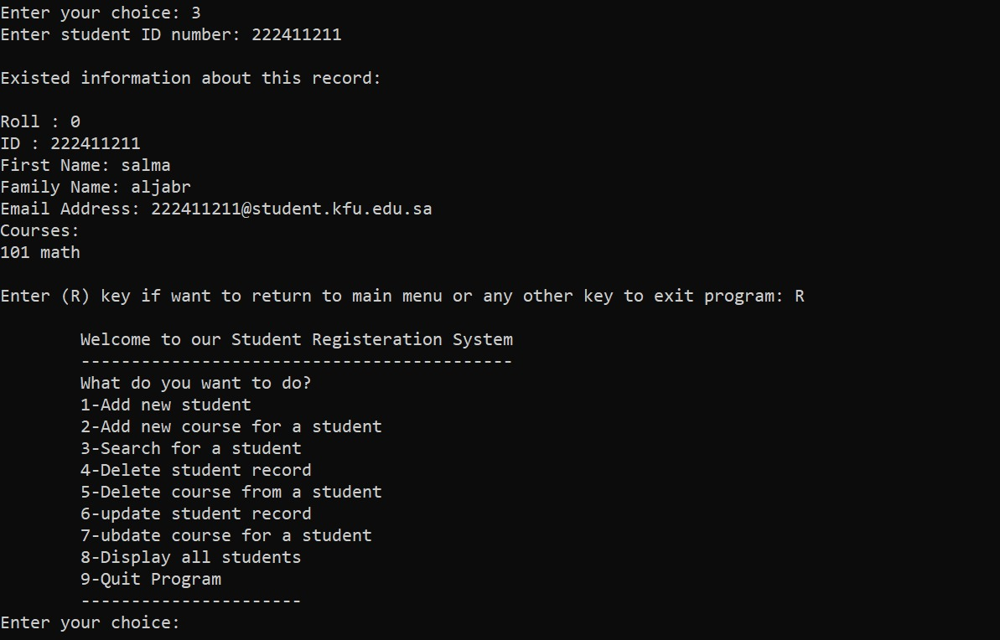 Enter your choice: 3
Enter student ID number: 222411211
Existed information about this record:
Roll : 0
ID : 222411211
First Name: salma
Family Name: aljabr
Email Address: 222411211@student.kfu.edu.sa
Courses:
101 math
Enter (R) key if want to return to main menu or any other key to exit program: R
Welcome to our Student Registeration System
-------------------------------------------
What do you want to do?
1-Add new student
2-Add new course for a student
3-Search for a student
4-Delete student record
5-Delete course from a student
6-update student record
7-ubdate course for a student
8-Display all students
9-Quit Program
----------------------
Enter your choice: